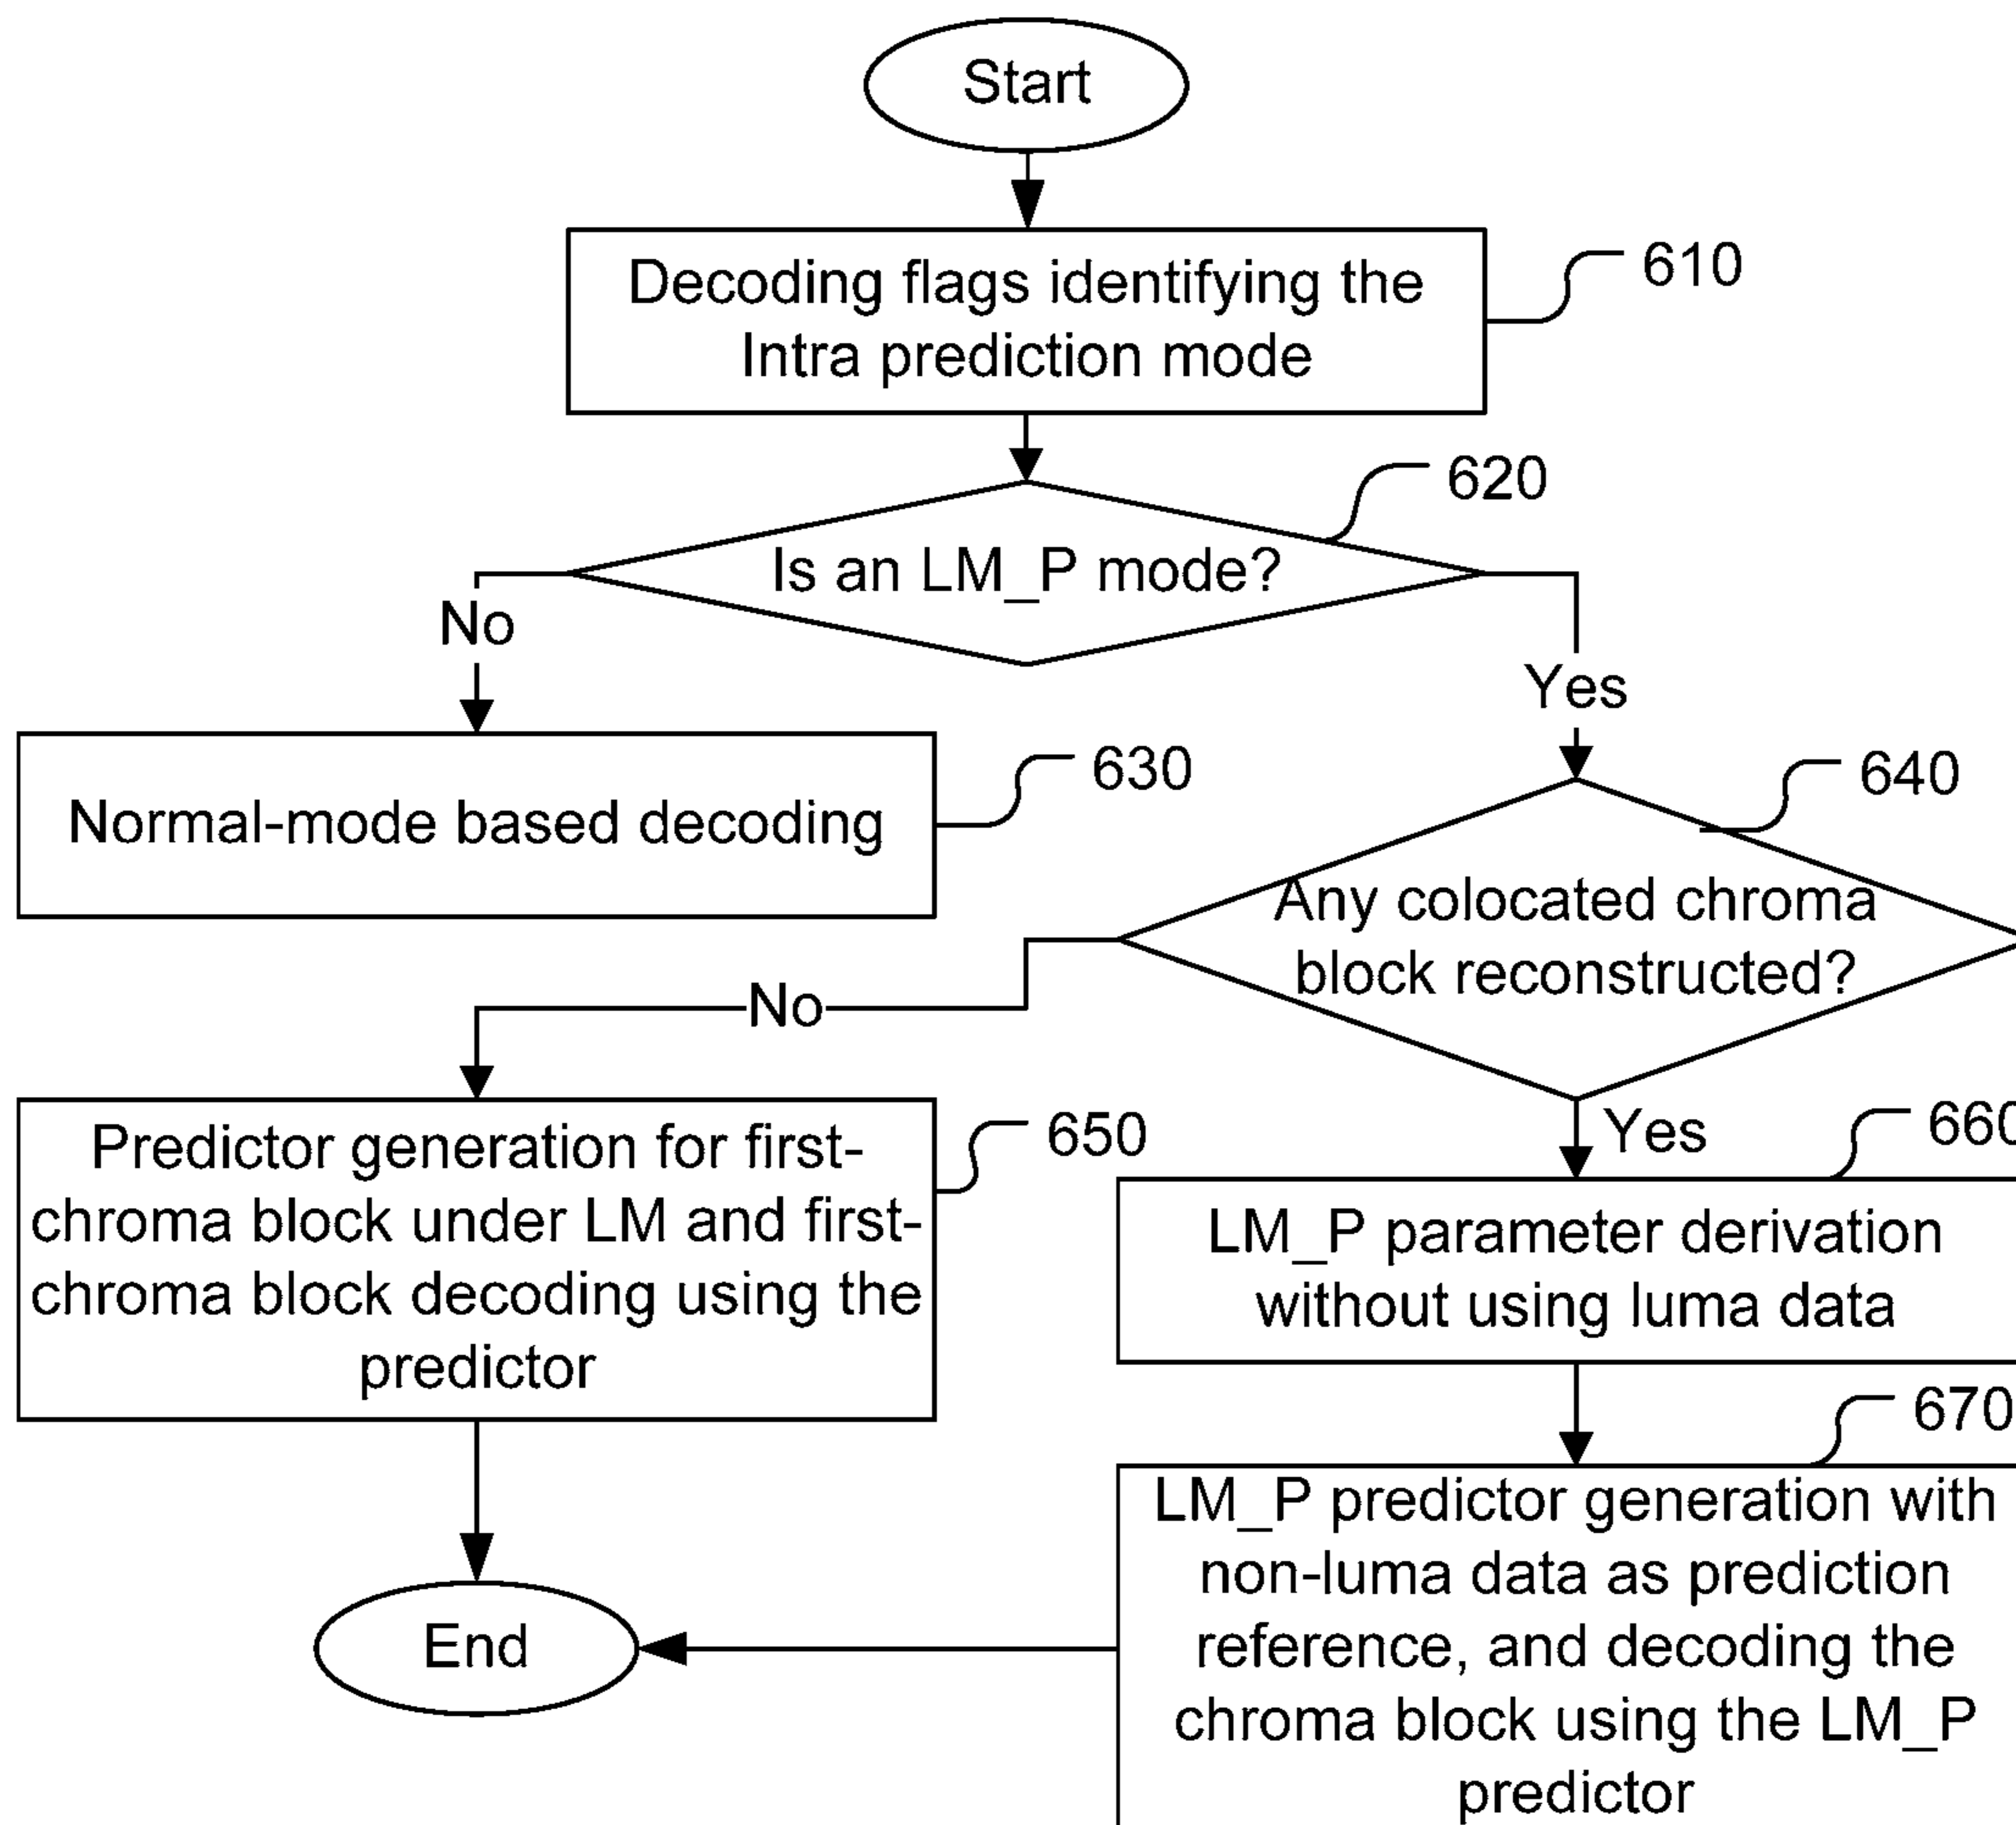 Start
Decoding flags identifying the
Intra prediction mode
610
620
Is an LM_P mode?
No
Yes
Normal-mode based decoding
630
640
Any colocated chroma
block reconstructed?
No
Yes
Predictor generation for first-
chroma block under LM and first-
chroma block decoding using the
predictor
650
660
LM_P parameter derivation
without using luma data
670
LM_P predictor generation with
non-luma data as prediction
reference, and decoding the
chroma block using the LM_P
predictor
End